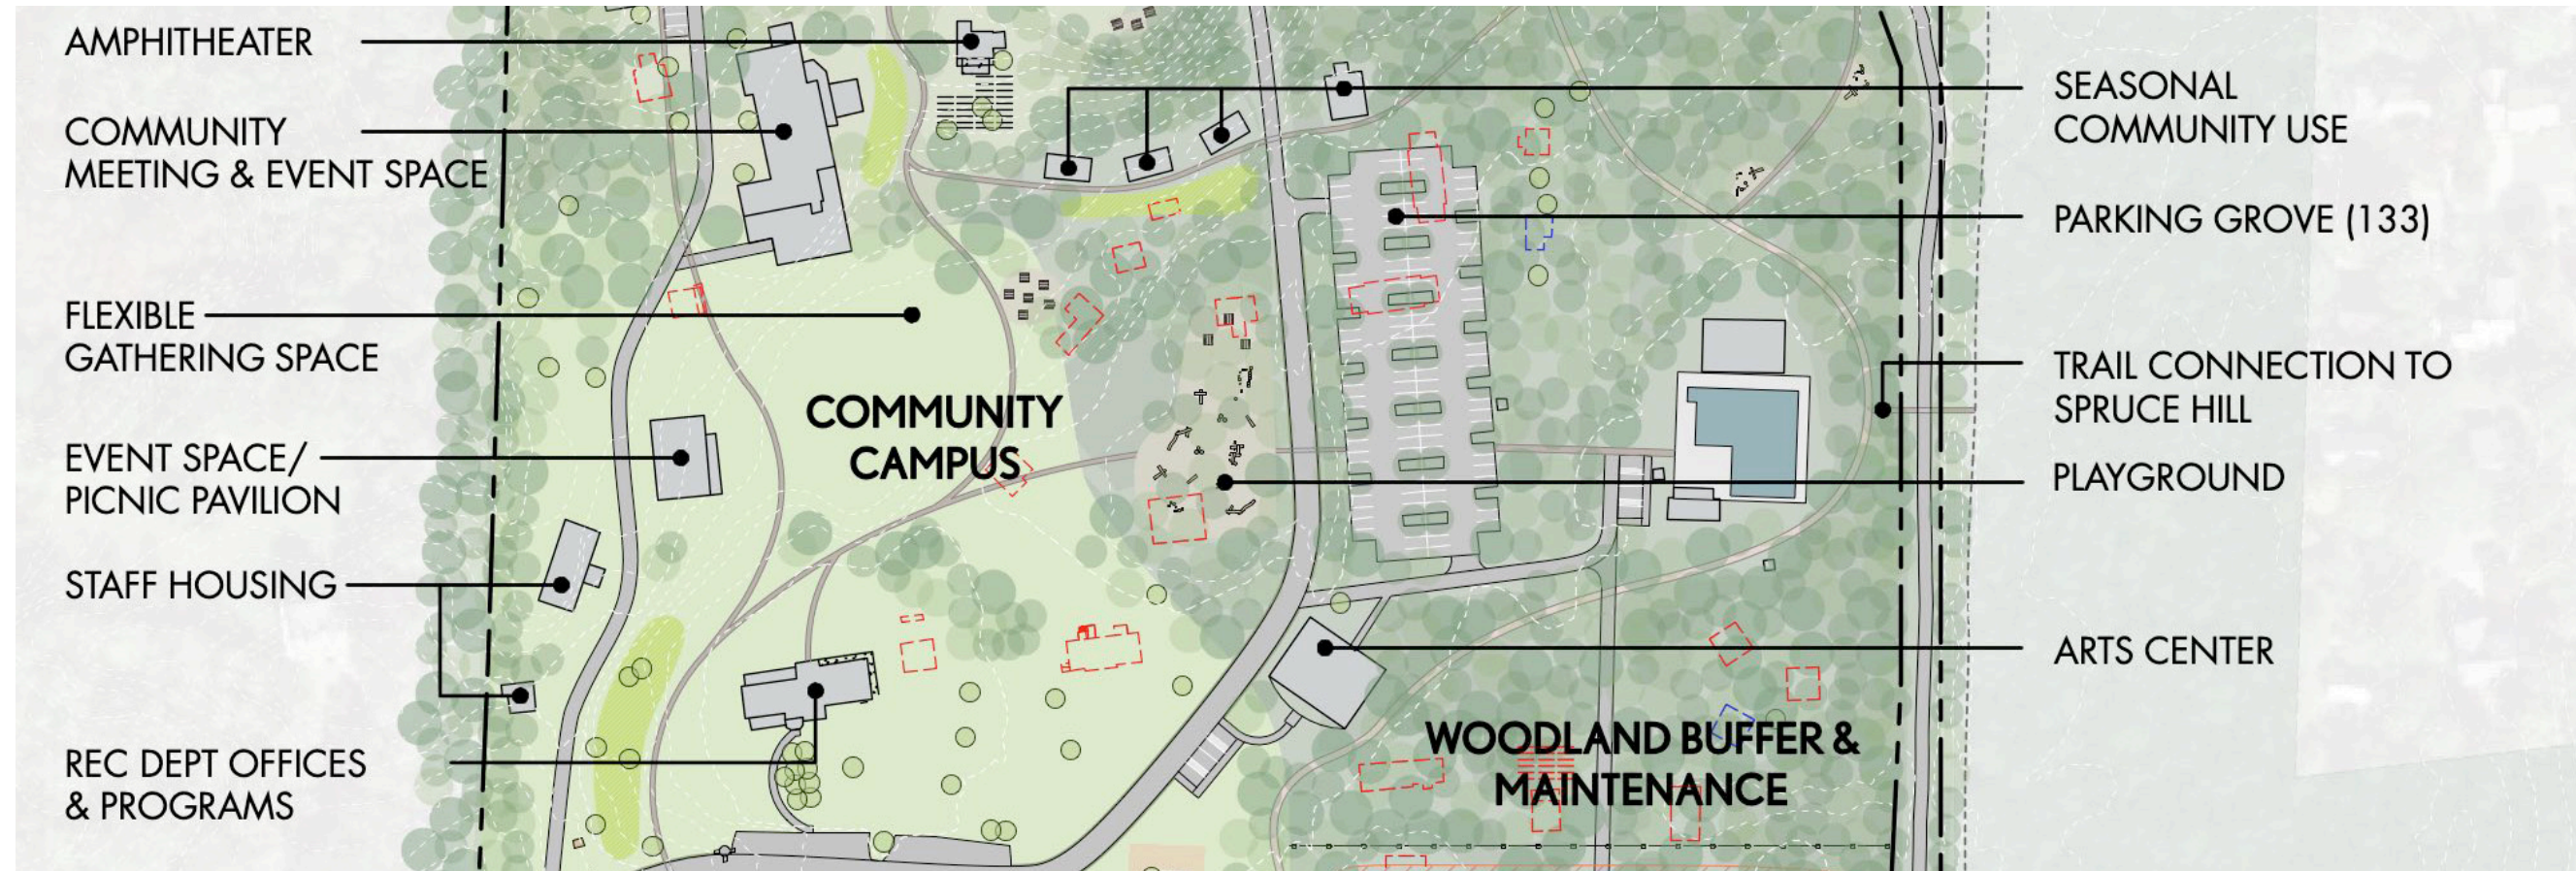 AMPHITHEATER
COMMUNITY
MEETING & EVENT SPACE
FLEXIBLE
GATHERING SPACE
EVENT SPACE/
PICNIC PAVILION
STAFF HOUSING
REC DEPT OFFICES
& PROGRAMS
COMMUNITY
CAMPUS
WOODLAND BUFFER &
MAINTENANCE
SEASONAL
COMMUNITY USE
PARKING GROVE (133)
TRAIL CONNECTION TO
SPRUCE HILL
PLAYGROUND
ARTS CENTER